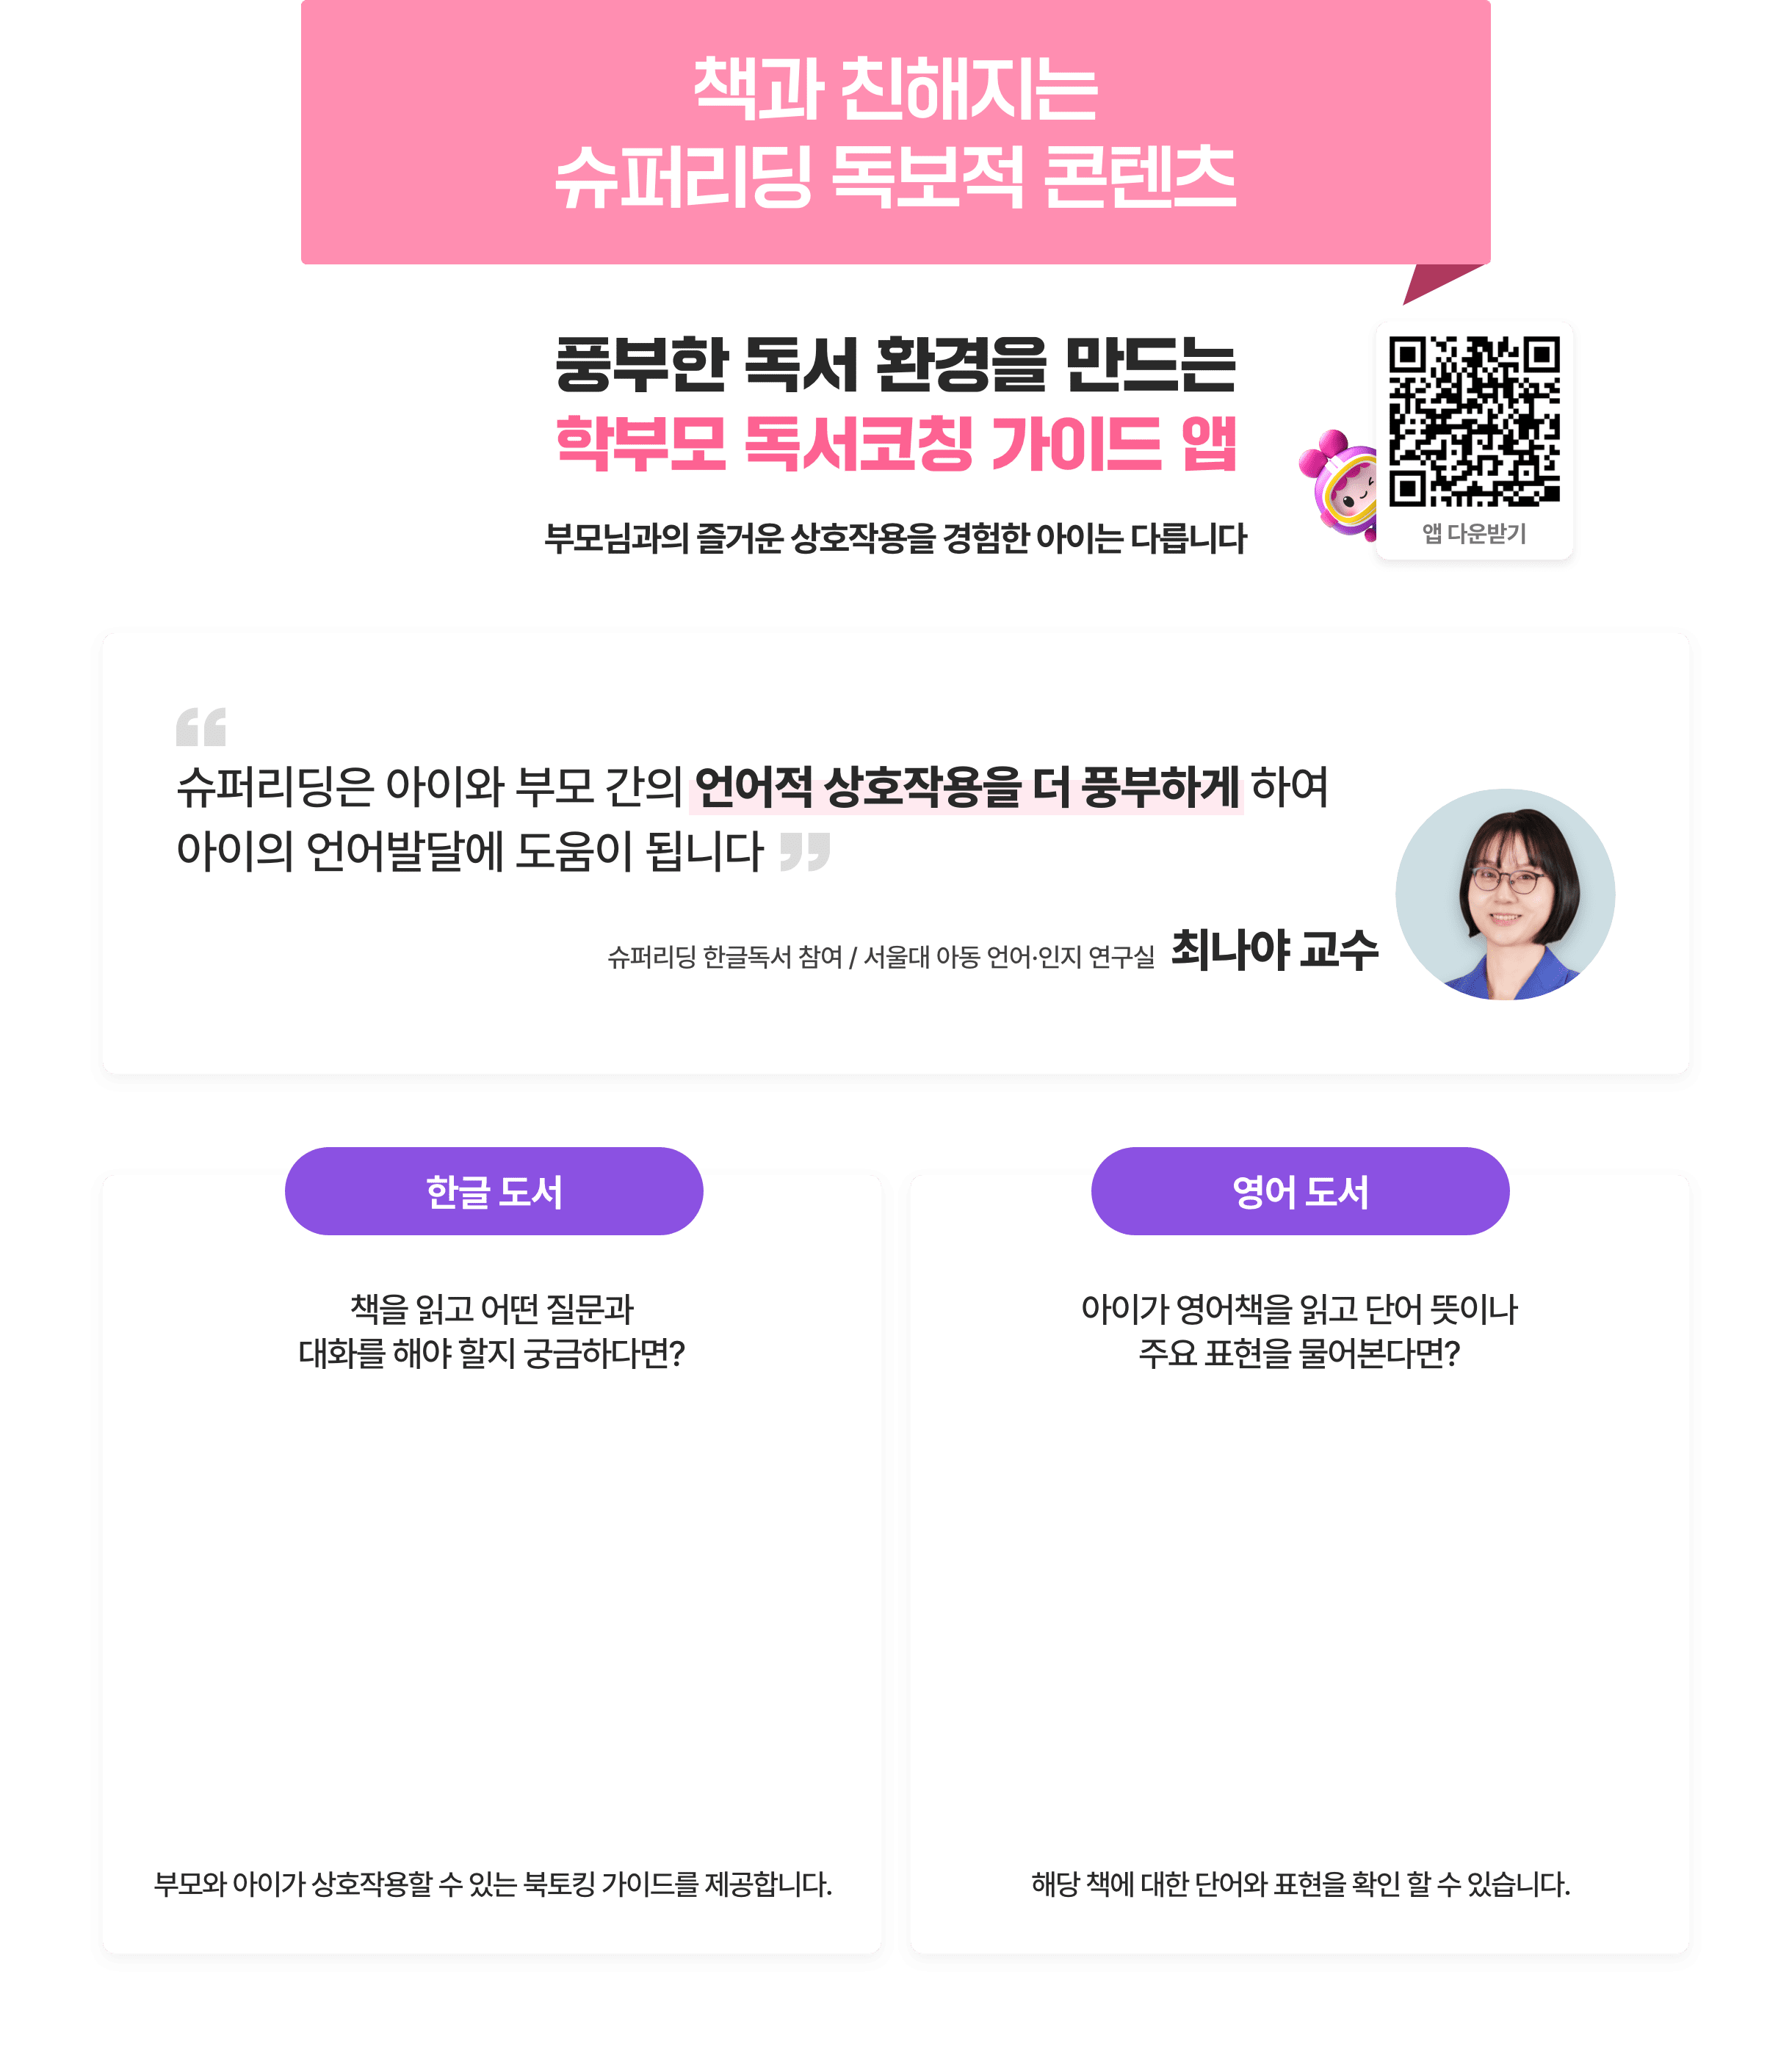 책과 친해지는
슈퍼리딩 독보적 콘텐츠
풍부한 독서 환경을 만드는
학부모 독서코칭 가이드 앱
부모님과의 즐거운 상호작용을 경험한 아이는 다릅니다
앱 다운받기
“
슈퍼리딩은 아이와 부모 간의 언어적 상호작용을 더 풍부하게 하여
아이의 언어발달에 도움이 됩니다 ”
슈퍼리딩 한글독서 참여 / 서울대 아동 언어·인지 연구실 최나야 교수
한글 도서
책을 읽고 어떤 질문과
대화를 해야 할지 궁금하다면?
부모와 아이가 상호작용할 수 있는 북토킹 가이드를 제공합니다.
영어 도서
아이가 영어책을 읽고 단어 뜻이나
주요 표현을 물어본다면?
해당 책에 대한 단어와 표현을 확인 할 수 있습니다.